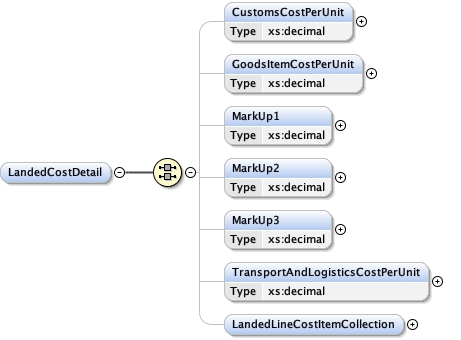 CustomsCostPerUnit
Type xs:decimal
GoodsItemCostPerUnit
Type xs:decimal
MarkUp1
Type xs:decimal
LandedCostDetail
MarkUp2
Type xs:decimal
MarkUp3
Type xs:decimal
TransportAndLogisticsCostPerUnit
Type xs:decimal
LandedLineCostItemCollection